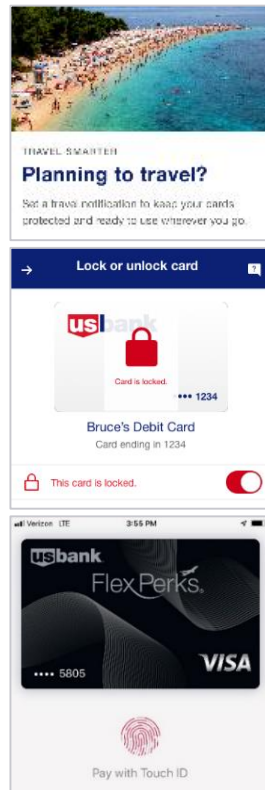 TRAVEL SMARTER
Planning to travel?
Set a travel notification to keep your cards
protected and ready to use wherever you go.
Lock or unlock card
?
usbank
Card is locked.
••• 1234
Bruce's Debit Card
Card ending in 1234
This card is locked.
Verizon LTE 3:55 PM
usbank
FlexPerks®
VISA
•••• 5805
Pay with Touch ID